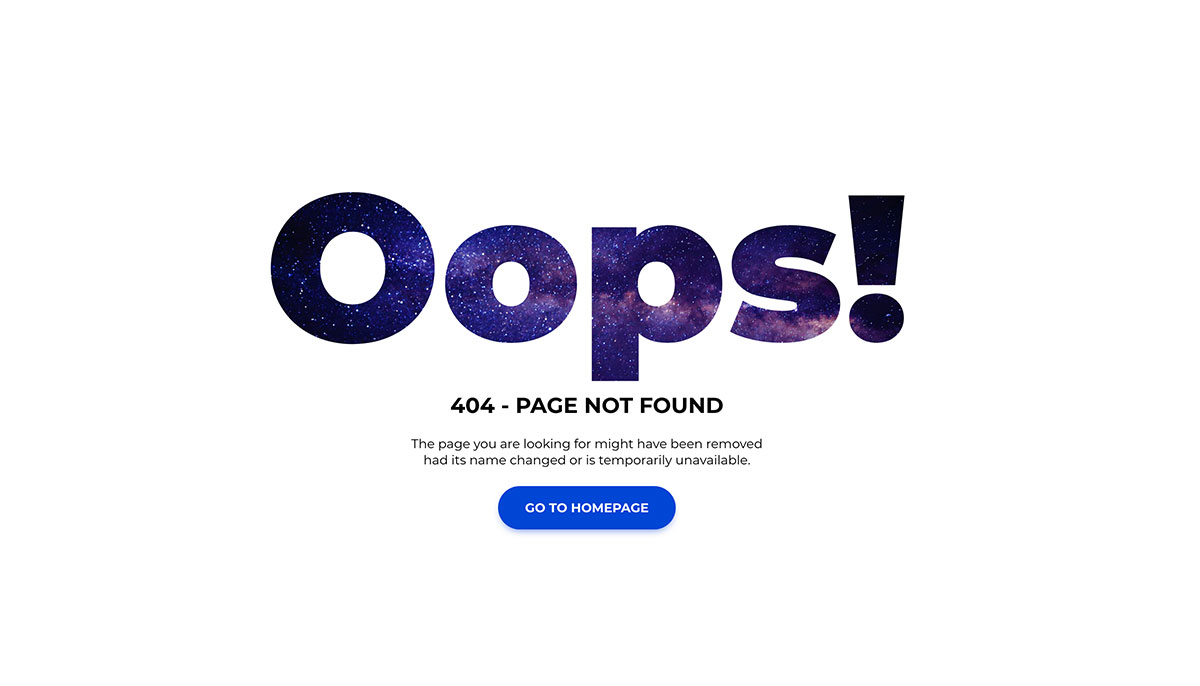 Oops!
404 - PAGE NOT FOUND
The page you are looking for might have been removed
had its name changed or is temporarily unavailable.
GO TO HOMEPAGE